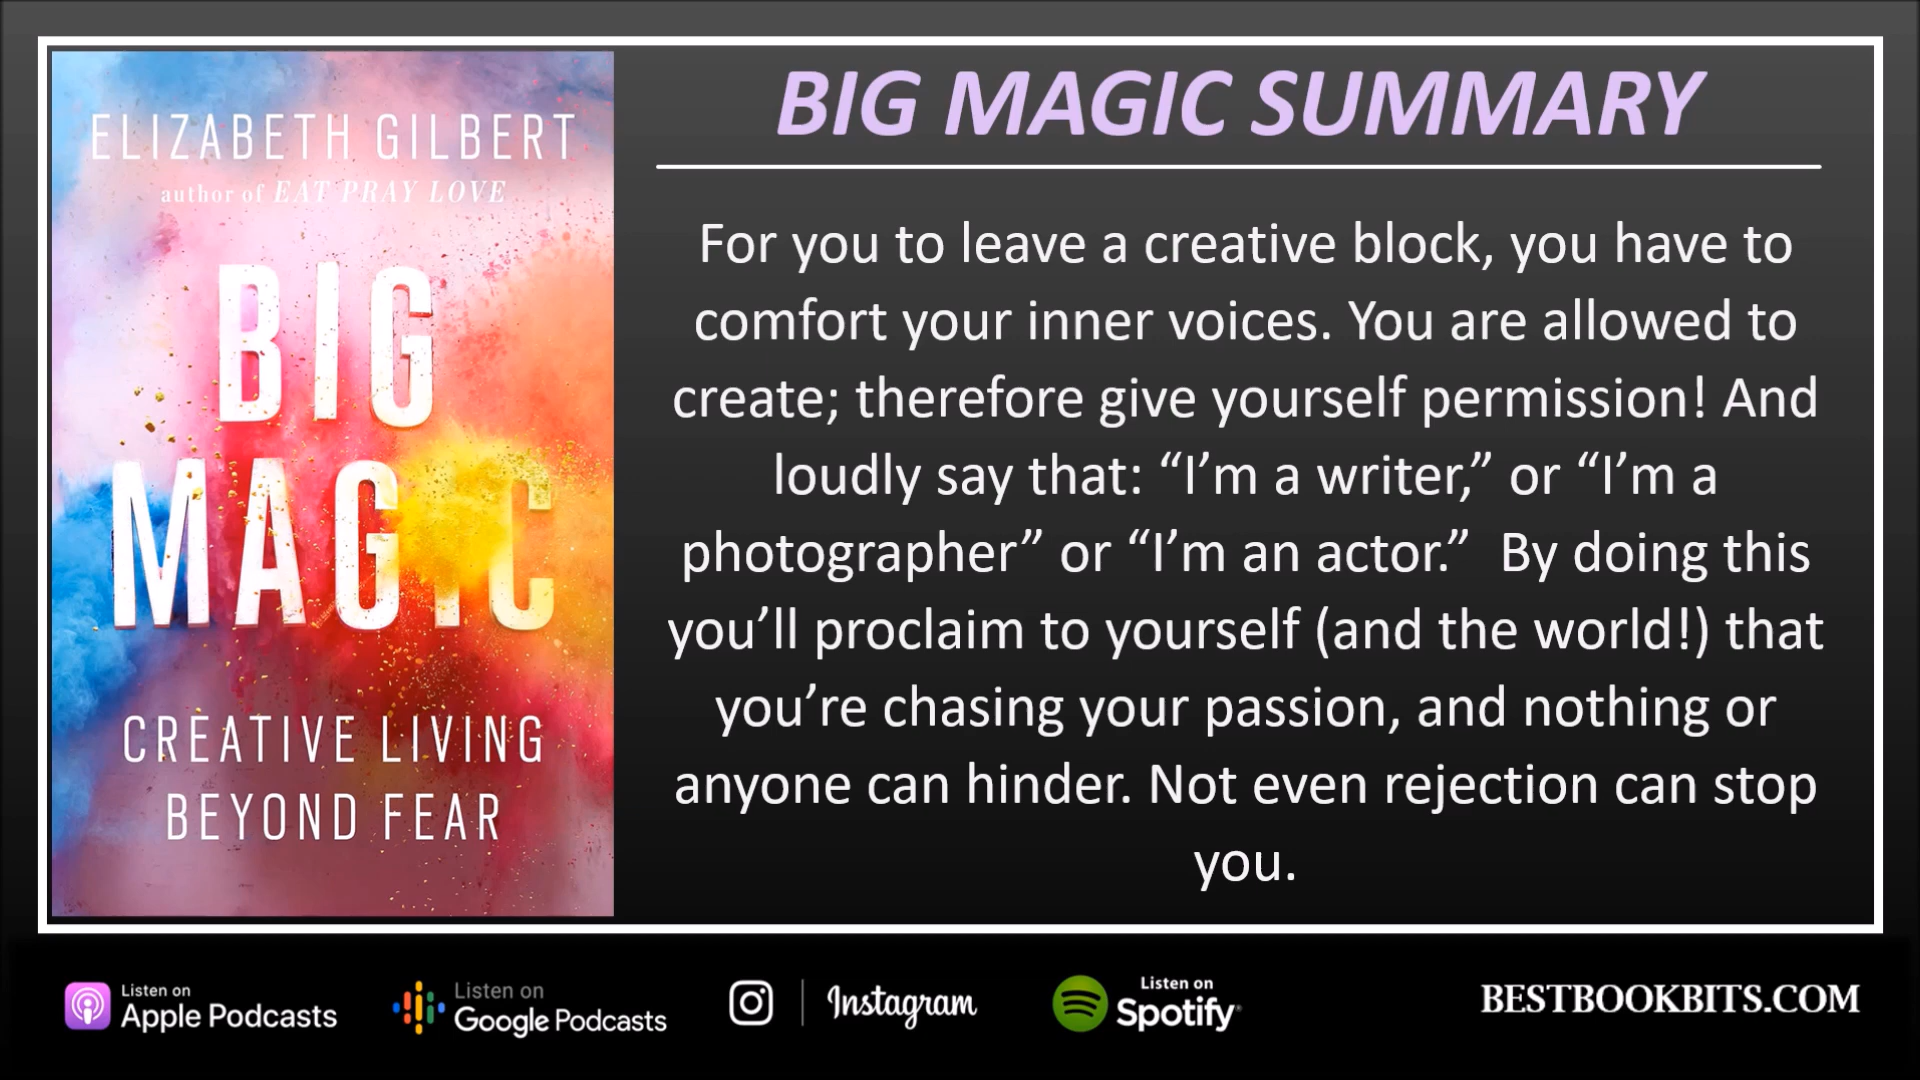 ELIZABETH GILBERT
author of EAT PRAY LOVE
BIG
MAGIC
CREATIVE LIVING
BEYOND FEAR
BIG MAGIC SUMMARY
For you to leave a creative block, you have to
comfort your inner voices. You are allowed to
create; therefore give yourself permission! And
loudly say that: “I’m a writer,” or “I’m a
photographer” or “I’m an actor.”  By doing this
you’ll proclaim to yourself (and the world!) that
you’re chasing your passion, and nothing or
anyone can hinder. Not even rejection can stop
you.
Listen on
Apple Podcasts
Listen on
Google Podcasts
Instagram
Listen on
Spotify
BESTBOOKBITS.COM